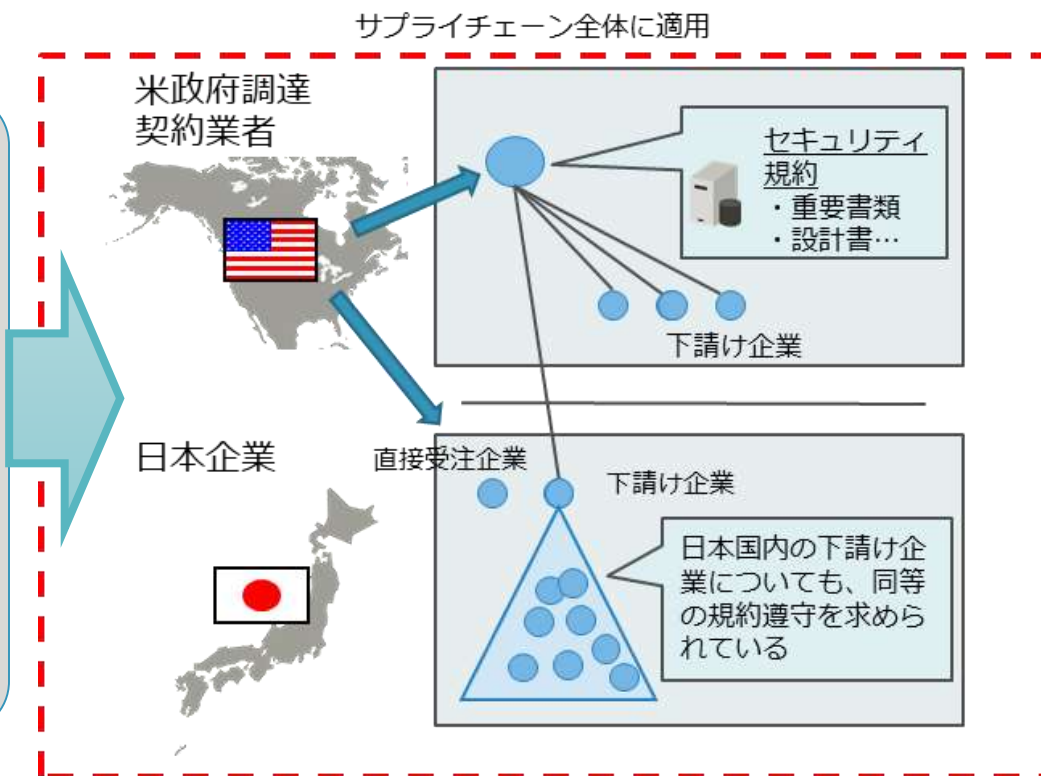 サプライチェーン全体に適用
米政府調達
契約業者
セキュリティ
規約
・重要書類
・設計書…
下請け企業
日本企業
直接受注企業
下請け企業
日本国内の下請け企
業についても、同等
の規約遵守を求めら
れている